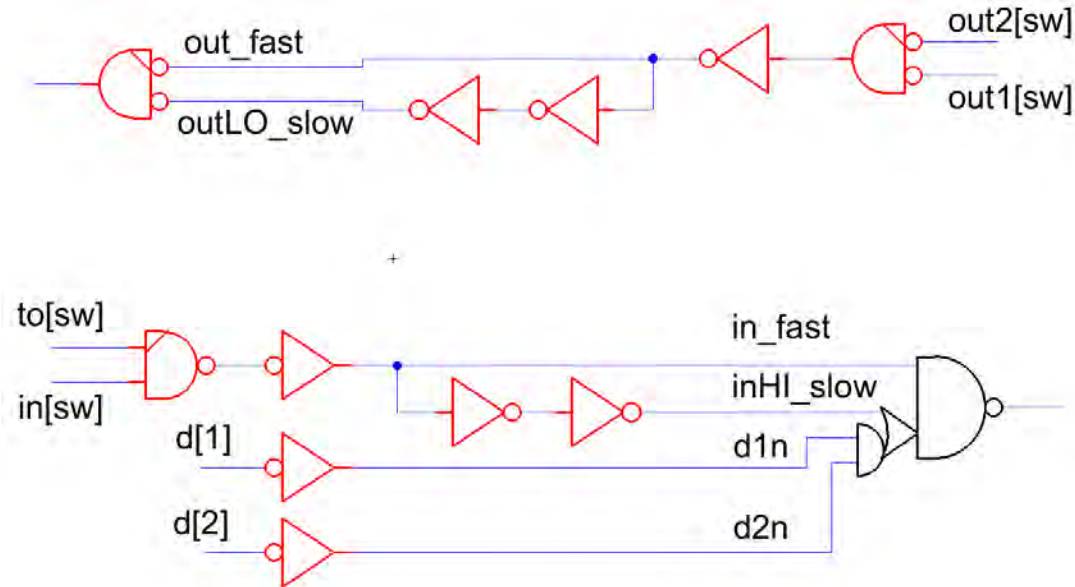 out_fast
out2[sw]
outLO_slow
out1[sw]
to[sw]
in[sw]
in_fast
inHI_slow
d[1]
d1n
d[2]
d2n